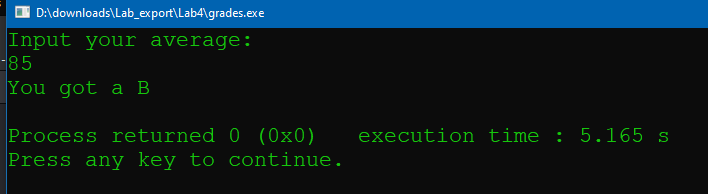 D:\downloads\Lab_export\Lab4\grades.exe
Input your average:
85
You got a B
Process returned 0 (0x0)   execution time : 5.165 s
Press any key to continue.